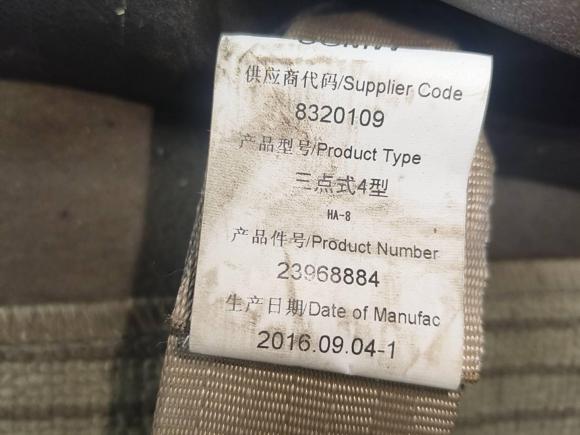 供应商代码/Supplier Code
8320109
产品型号/Product Type
三点式4型
HA-8
产品件号/Product Number
23968884
生产日期/Date of Manufac
2016.09.04-1